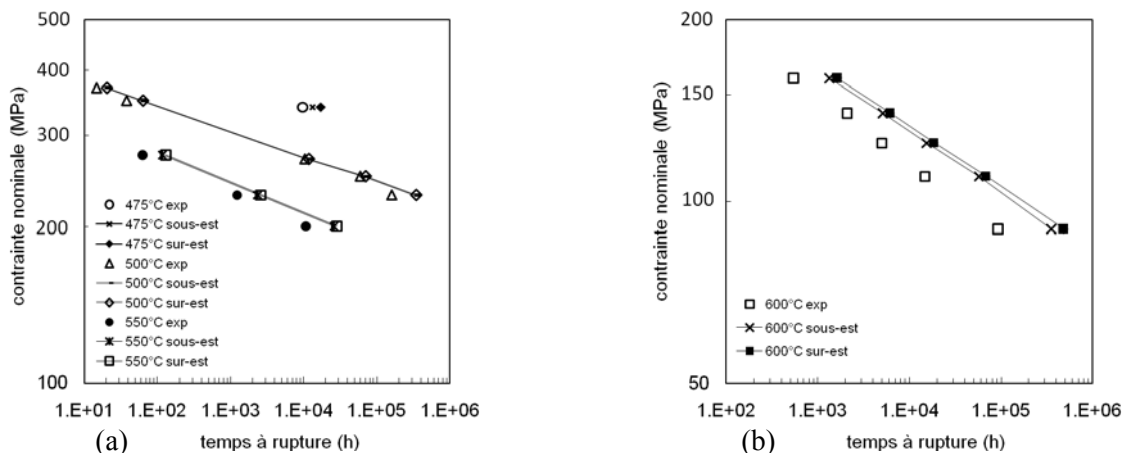 500
400
300
200
100
contrainte nominale (MPa)
475°C exp
475°C sous-est
475°C sur-est
500°C exp
500°C sous-est
500°C sur-est
550°C exp
550°C sous-est
550°C sur-est
1.E+01 1.E+02 1.E+03 1.E+04 1.E+05 1.E+06
(a) temps à rupture (h)
200
150
100
50
contrainte nominale (MPa)
600°C exp
600°C sous-est
600°C sur-est
1.E+02 1.E+03 1.E+04 1.E+05 1.E+06
(b) temps à rupture (h)